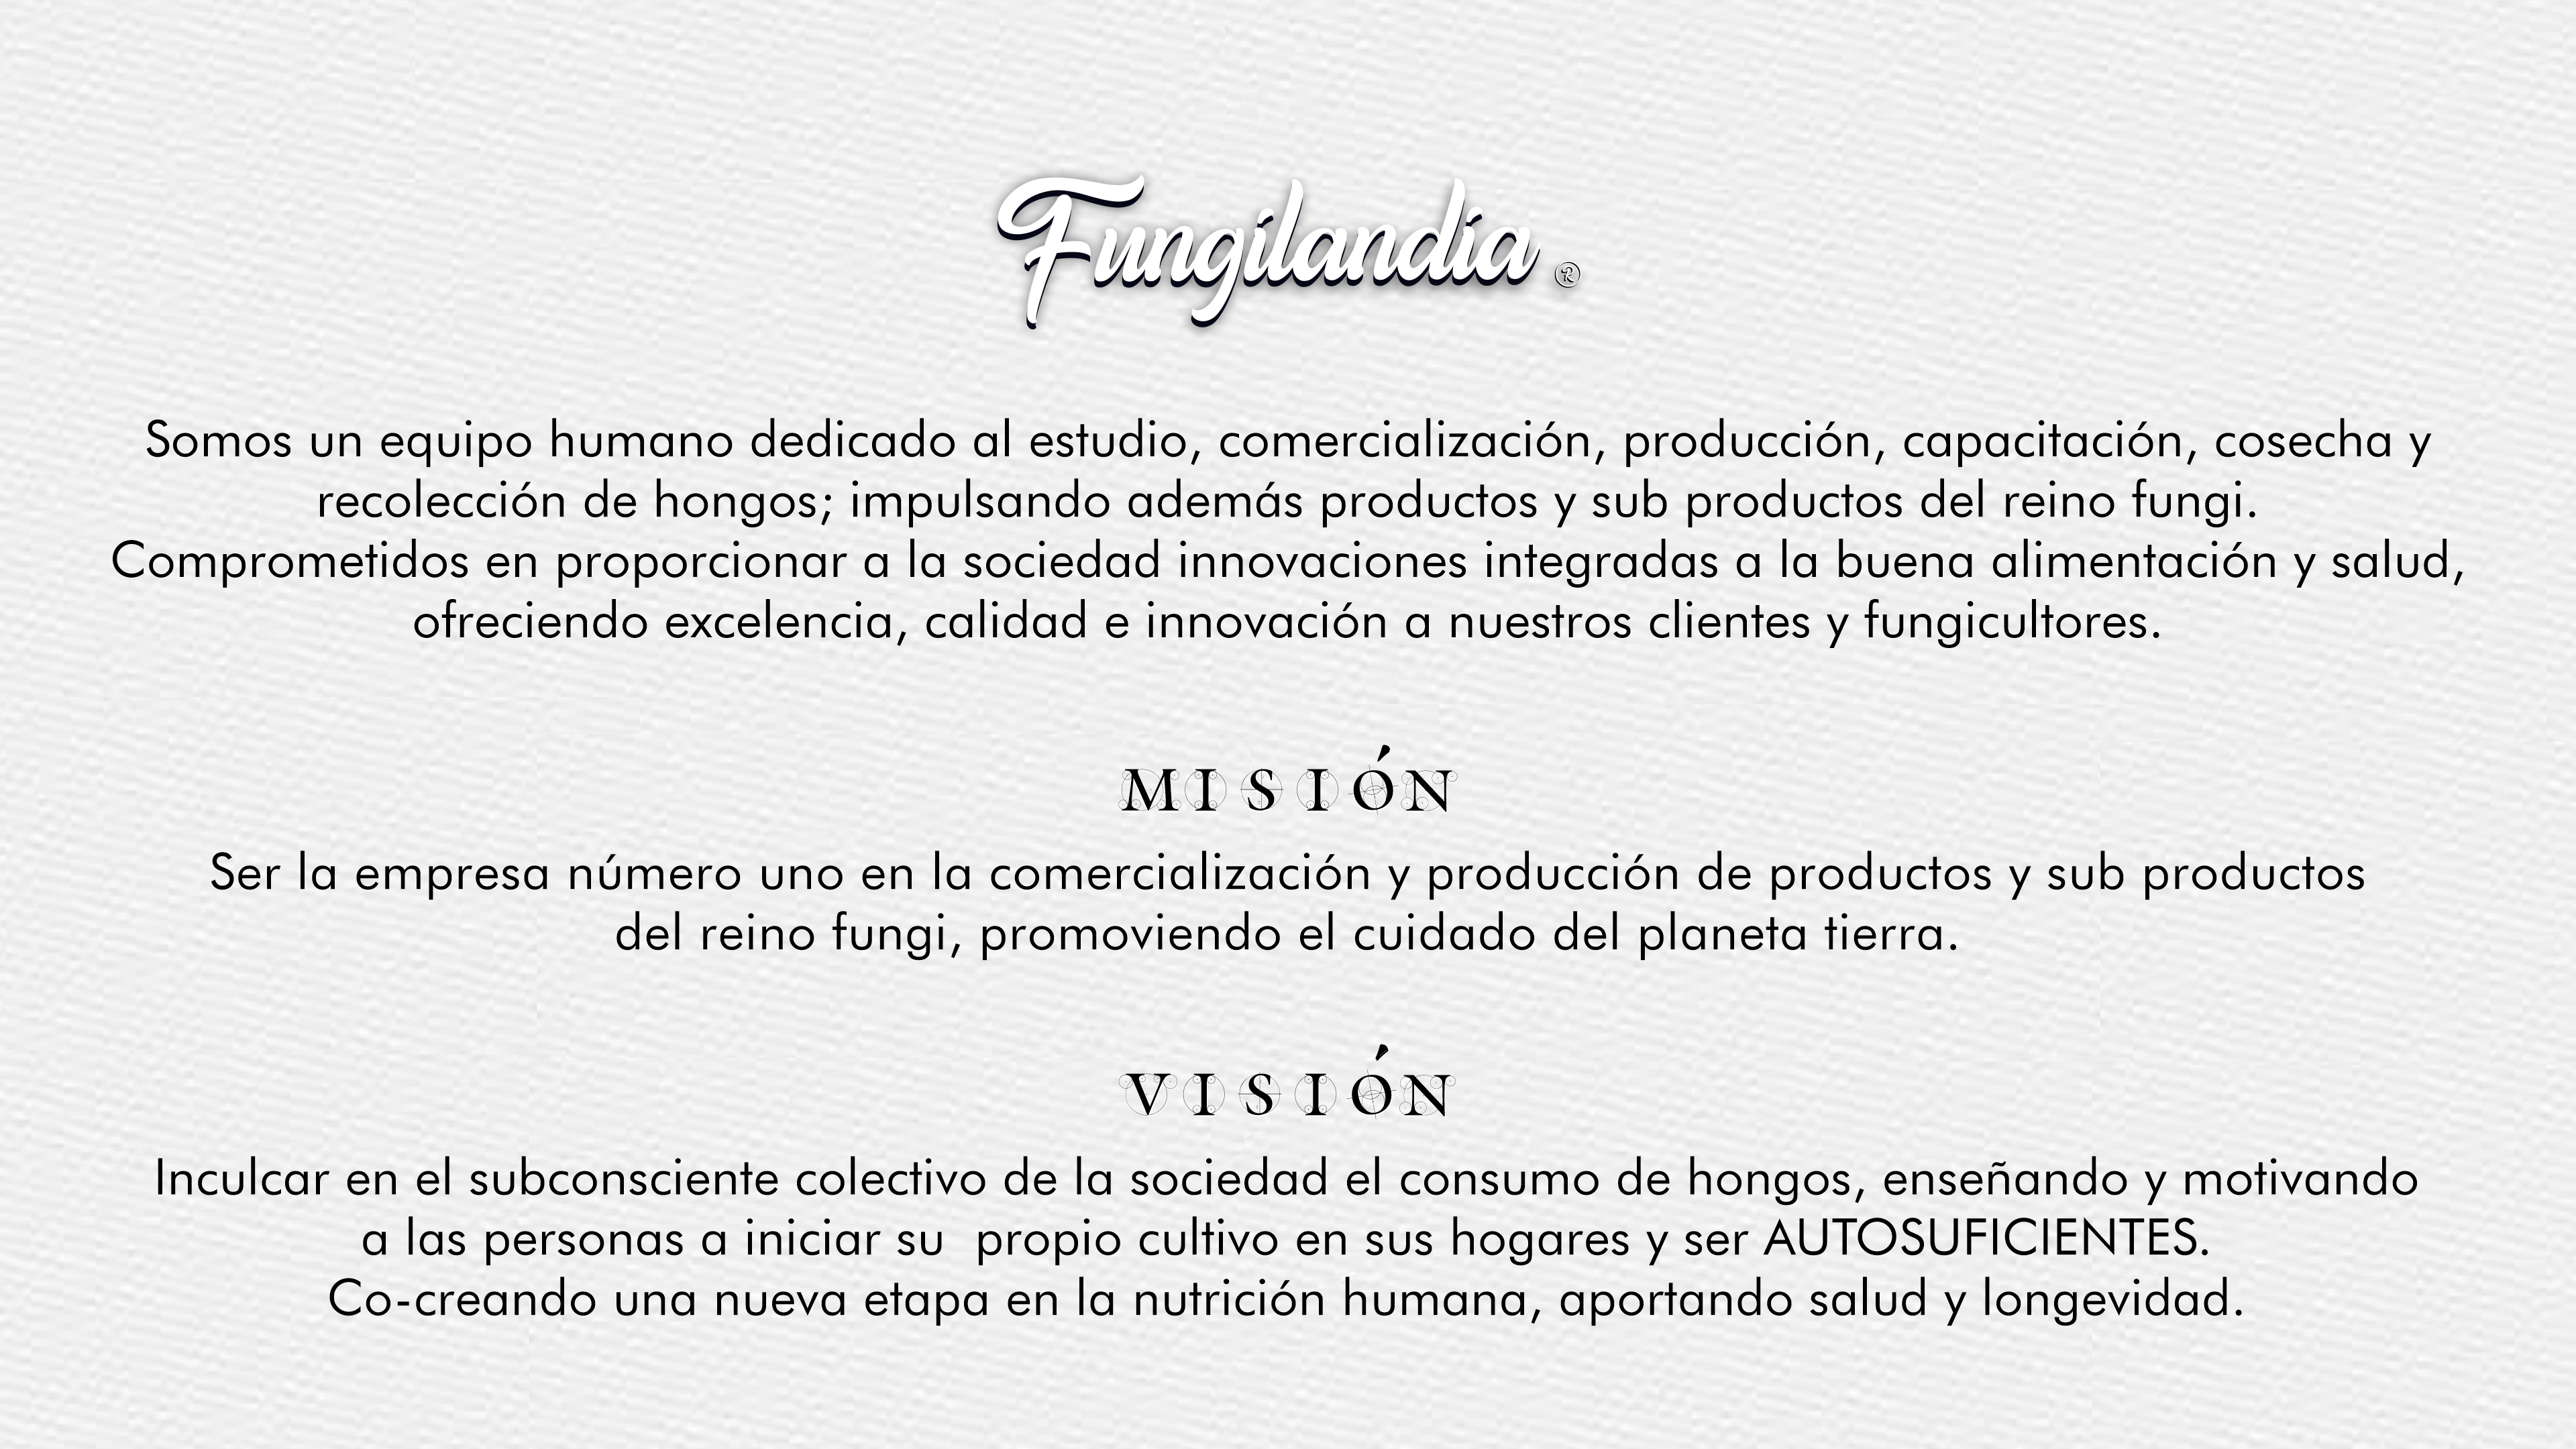 Fungilandia ®
Somos un equipo humano dedicado al estudio, comercialización, producción, capacitación, cosecha y
recolección de hongos; impulsando además productos y sub productos del reino fungi.
Comprometidos en proporcionar a la sociedad innovaciones integradas a la buena alimentación y salud,
ofreciendo excelencia, calidad e innovación a nuestros clientes y fungicultores.
MISIÓN
Ser la empresa número uno en la comercialización y producción de productos y sub productos
del reino fungi, promoviendo el cuidado del planeta tierra.
VISIÓN
Inculcar en el subconsciente colectivo de la sociedad el consumo de hongos, enseñando y motivando
a las personas a iniciar su  propio cultivo en sus hogares y ser AUTOSUFICIENTES.
Co-creando una nueva etapa en la nutrición humana, aportando salud y longevidad.